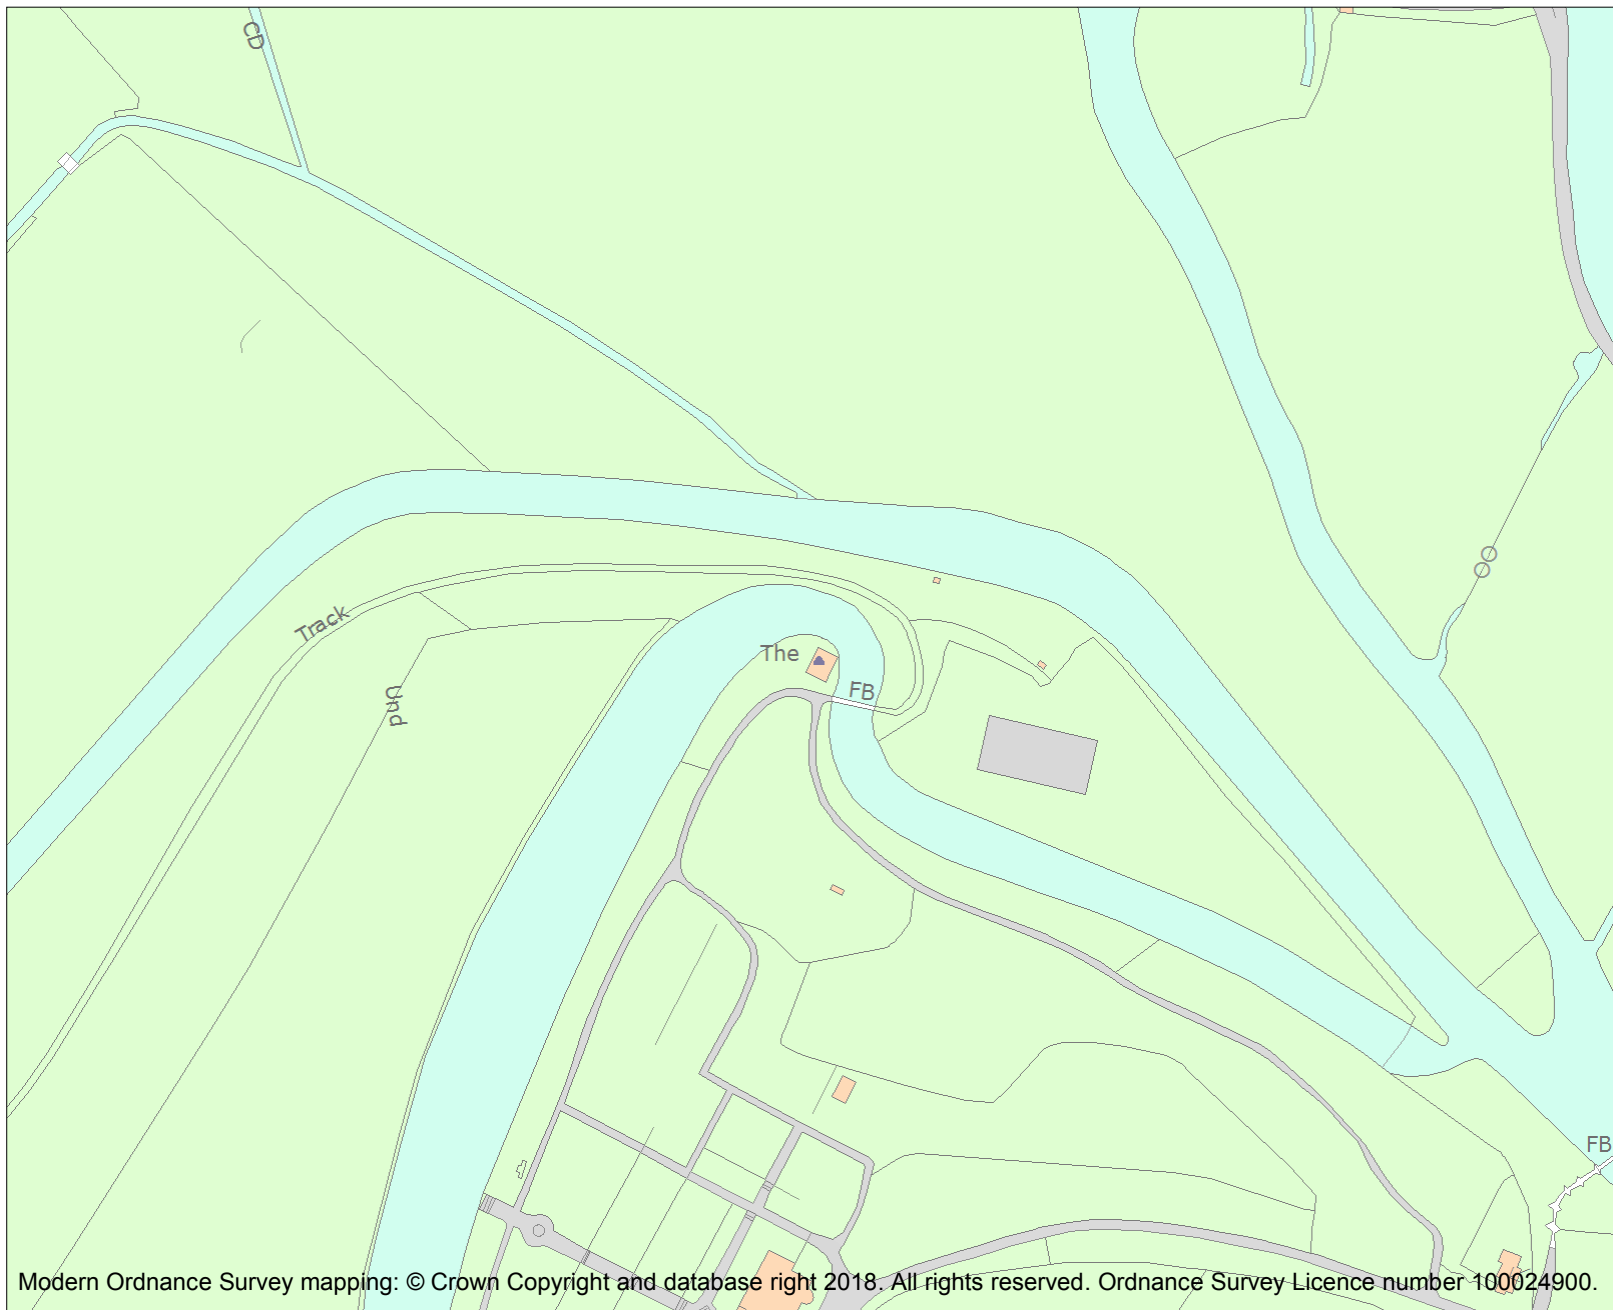 CD
Track
The
FB
Und
FB
Modern Ordnance Survey mapping: © Crown Copyright and database right 2018. All rights reserved. Ordnance Survey Licence number 100024900.